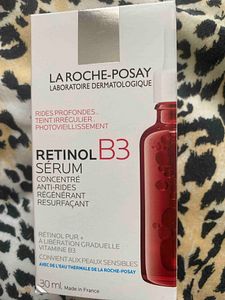 LA ROCHE-POSAY
LABORATOIRE DERMATOLOGIQUE
RIDES PROFONDES...
TEINT IRRÉGULIER,
PHOTOVIEILLISSEMENT
RETINOL B3
SÉRUM
CONCENTRÉ
ANTI-RIDES
RÉGÉNÉRANT
RESURFAÇANT
RÉTINOL PUR +
À LIBÉRATION GRADUELLE
VITAMINE B3
CONVIENT AUX PEAUX SENSIBLES
AVEC DE L'EAU THERMALE DE LA ROCHE-POSAY
30 ml Made in France